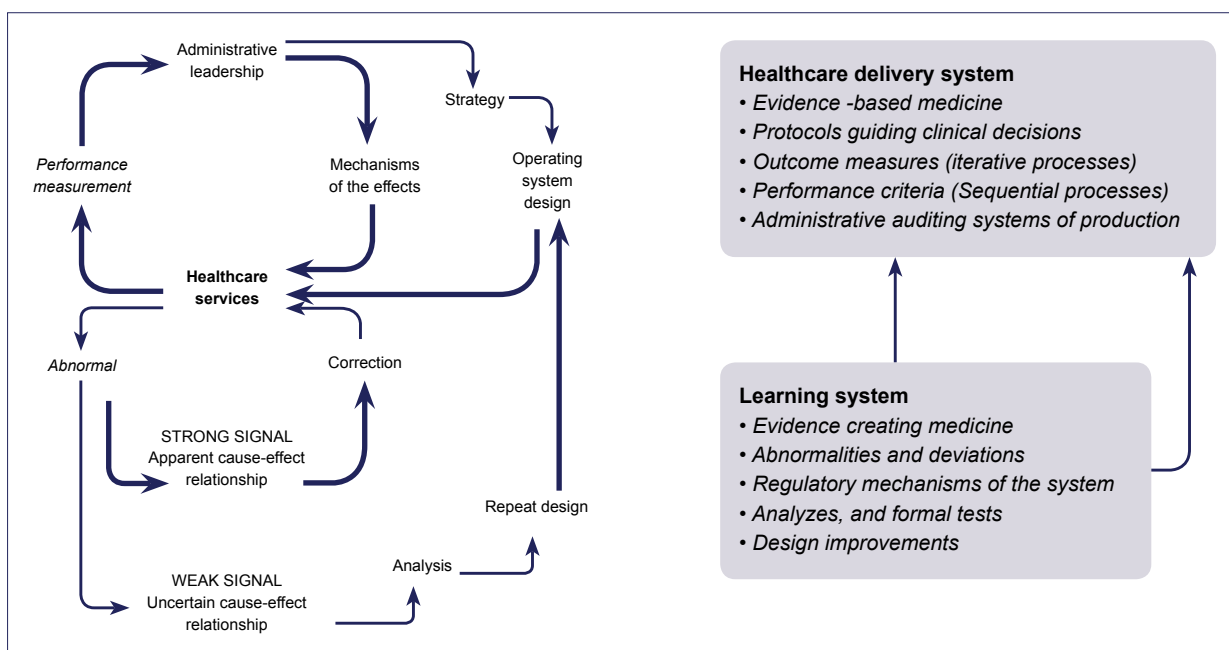 Administrative
leadership
Strategy
Performance
measurement
Mechanisms
of the effects
Operating
system
design
Healthcare
services
Abnormal
Correction
STRONG SIGNAL
Apparent cause-effect
relationship
Repeat design
Analysis
WEAK SIGNAL
Uncertain cause-effect
relationship
Healthcare delivery system
• Evidence -based medicine
• Protocols guiding clinical decisions
• Outcome measures (iterative processes)
• Performance criteria (Sequential processes)
• Administrative auditing systems of production
Learning system
• Evidence creating medicine
• Abnormalities and deviations
• Regulatory mechanisms of the system
• Analyzes, and formal tests
• Design improvements